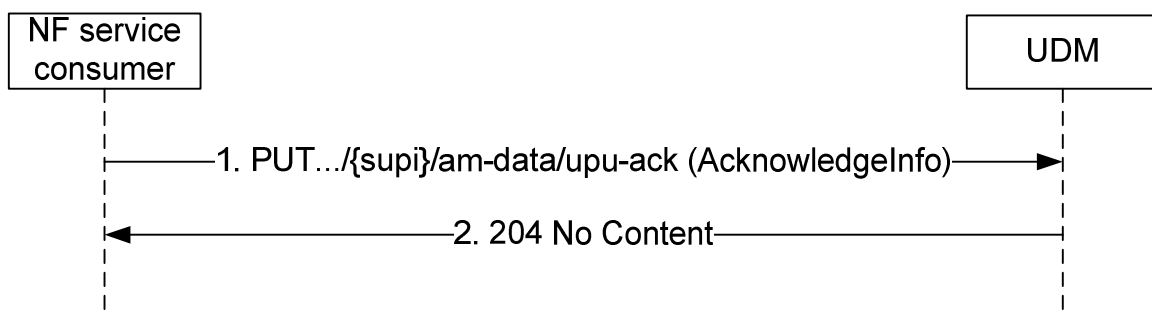 NF service
consumer
UDM
1. PUT.../{supi}/am-data/upu-ack (AcknowledgeInfo)
2. 204 No Content